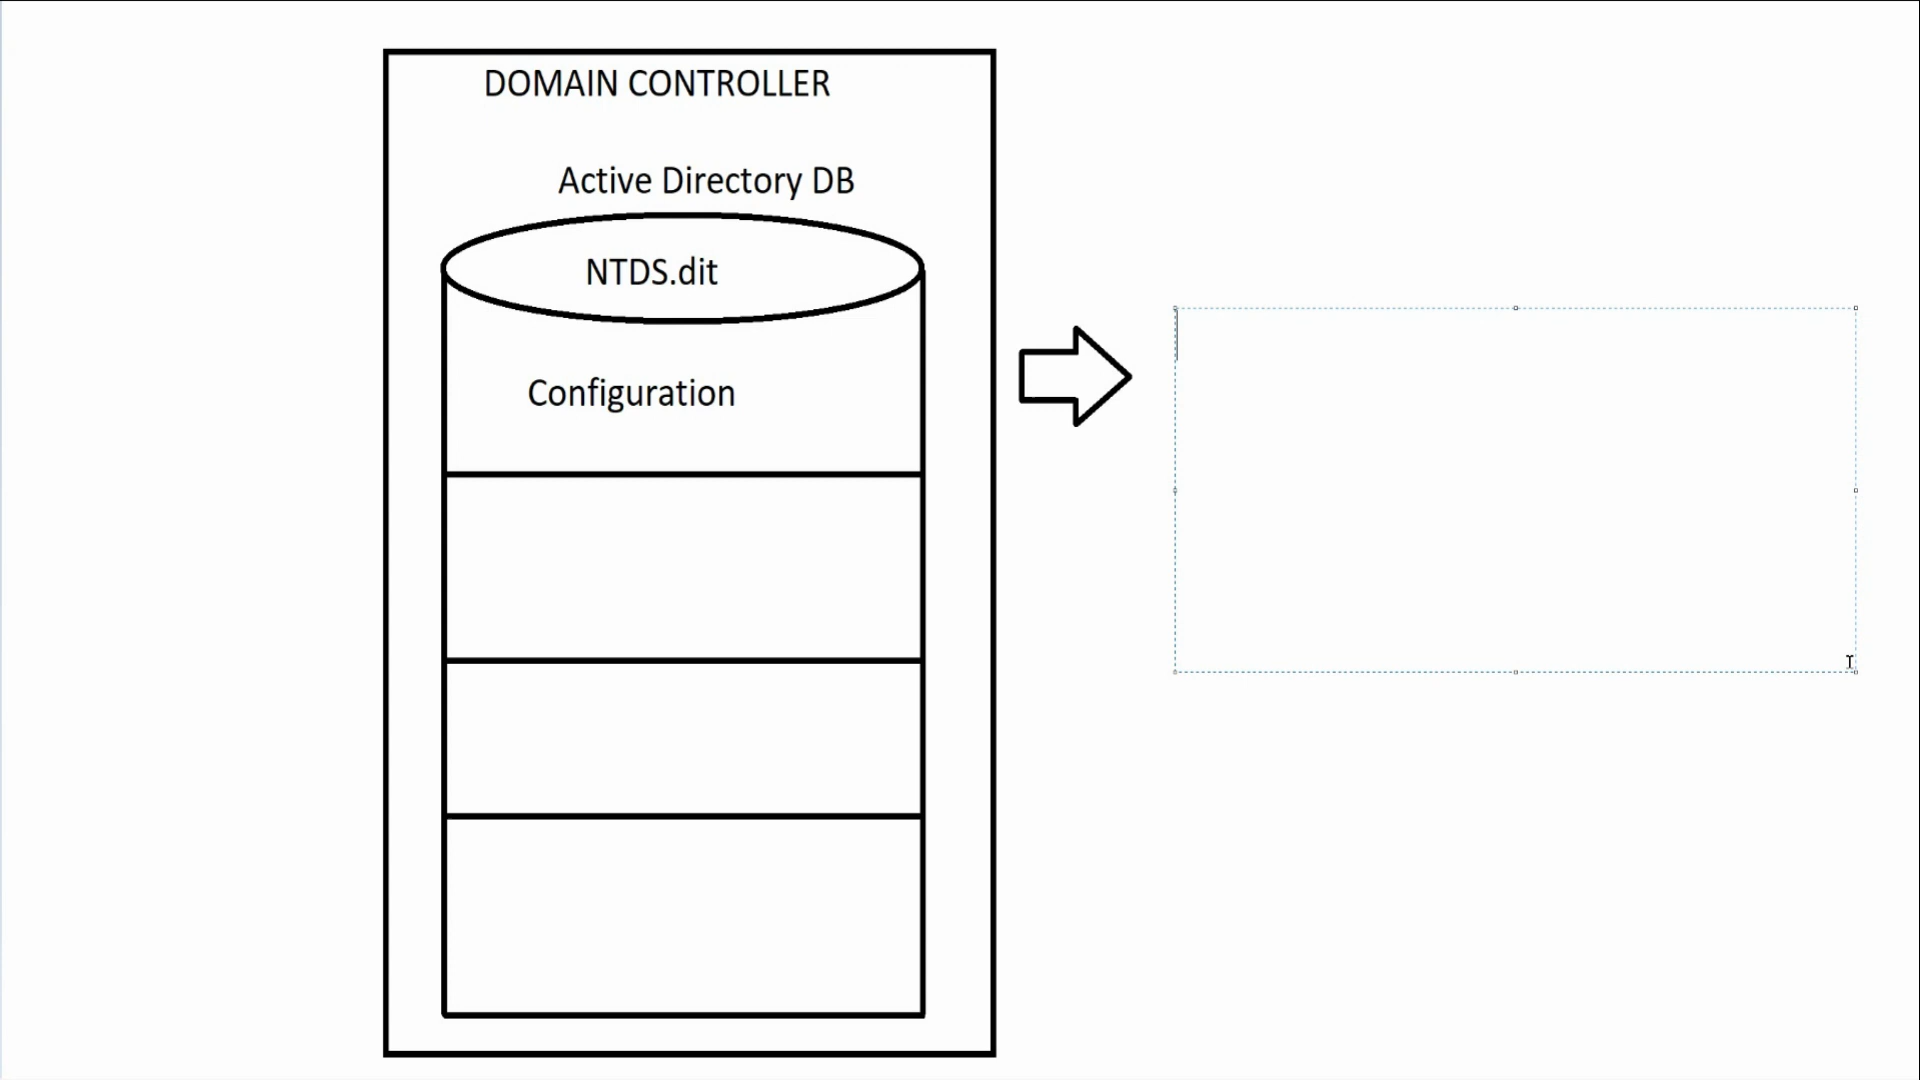 DOMAIN CONTROLLER
Active Directory DB
NTDS.dit
Configuration